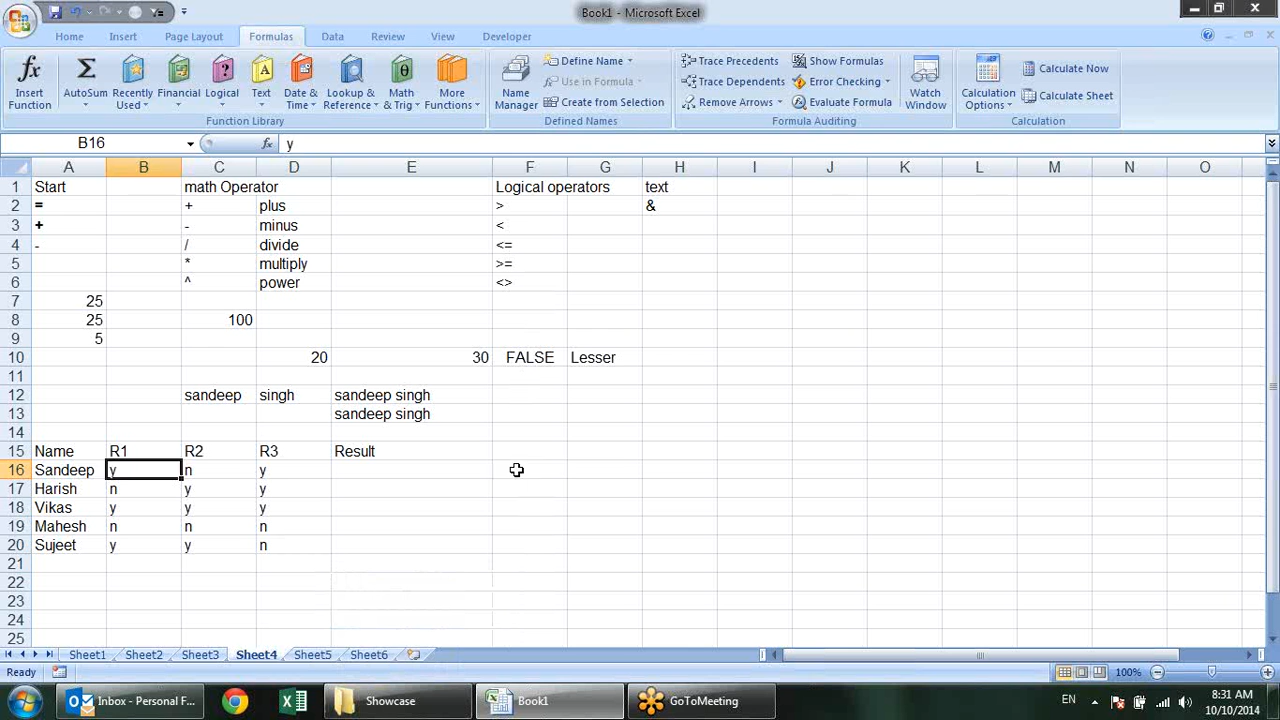 Book1 - Microsoft Excel
Home Insert Page Layout Formulas Data Review View Developer
Insert Function
AutoSum
Recently Used
Financial
Logical
Text
Date & Time
Lookup & Reference
Math & Trig
More Functions
Function Library
Name Manager
Define Name
Use in Formula
Create from Selection
Defined Names
Trace Precedents
Trace Dependents
Remove Arrows
Show Formulas
Error Checking
Evaluate Formula
Formula Auditing
Watch Window
Calculation Options
Calculate Now
Calculate Sheet
Calculation
B16 fx y
A B C D E F G H I J K L M N O
1 Start math Operator Logical operators text
2 = + plus > &
3 + - minus <
4 - / divide <=
5 * multiply >=
6 ^ power <>
7 25
8 25 100
9 5
10 20 30 FALSE Lesser
11
12 sandeep singh sandeep singh
13 sandeep singh
14
15 Name R1 R2 R3 Result
16 Sandeep y n y
17 Harish n y y
18 Vikas y y y
19 Mahesh n n n
20 Sujeet y y n
21
22
23
24
25
Sheet1 Sheet2 Sheet3 Sheet4 Sheet5 Sheet6
Ready 100%
Inbox - Personal F... Showcase Book1 GoToMeeting EN 8:31 AM
10/10/2014